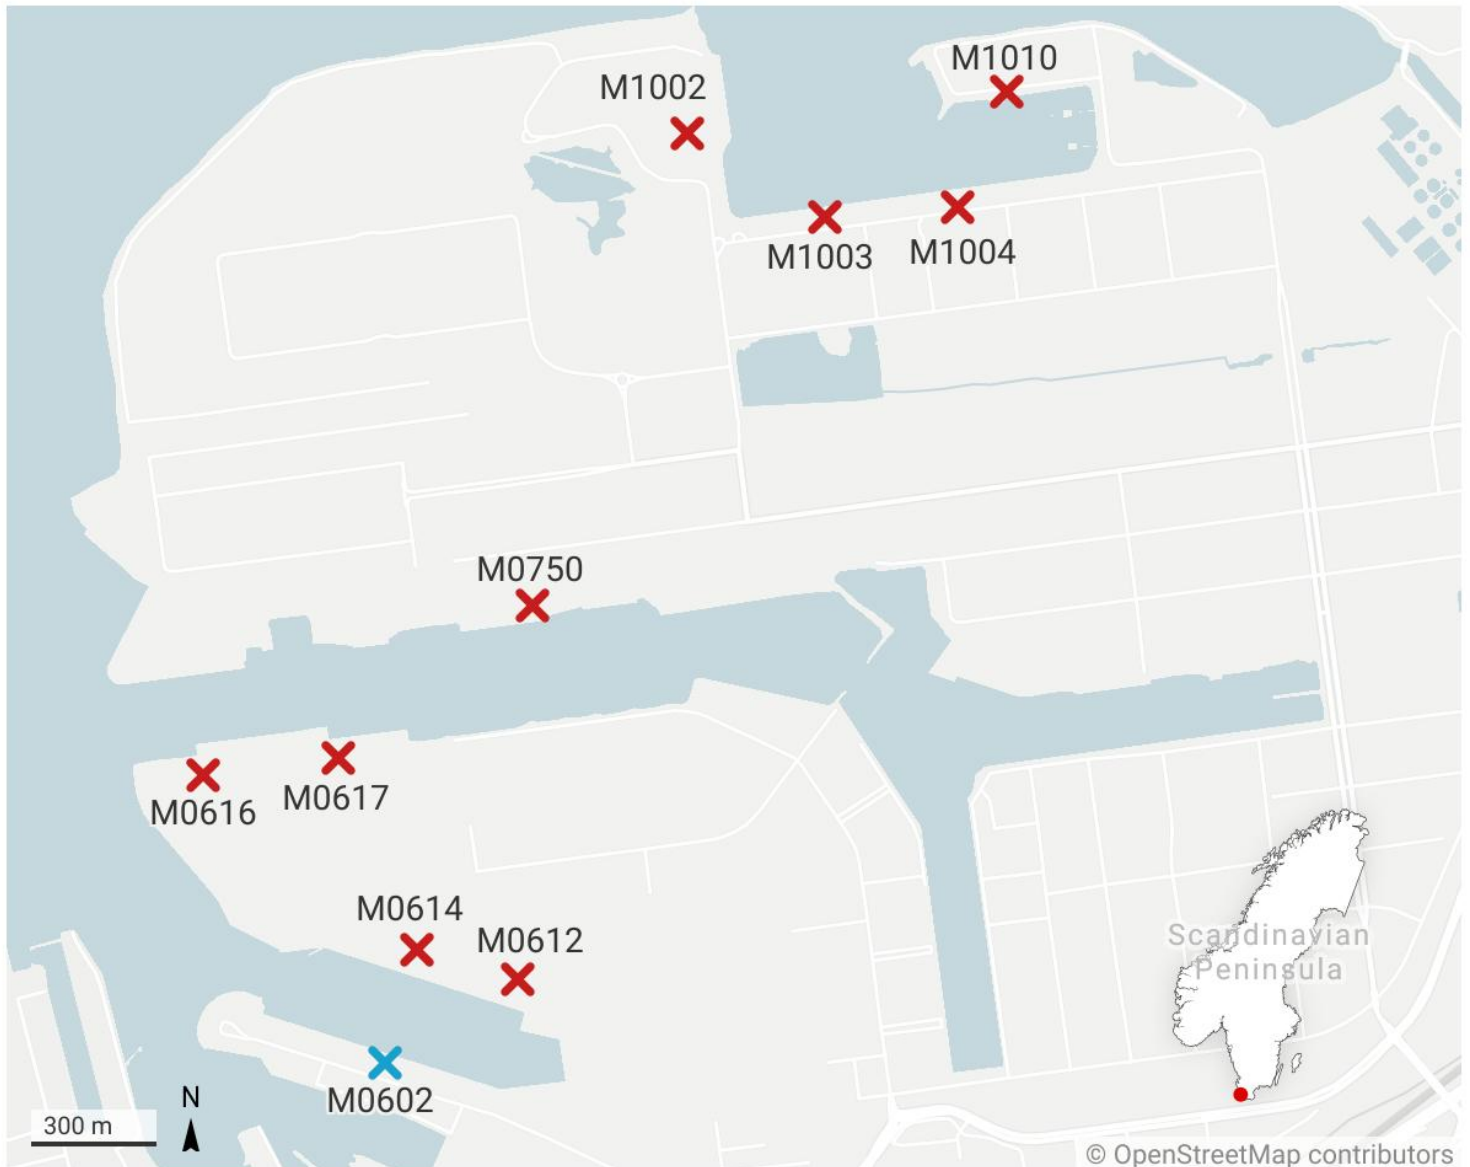 M1010
M1002
M1003
M1004
M0750
M0616
M0617
M0614
M0612
M0602
Scandinavian
Peninsula
N
300 m
© OpenStreetMap contributors